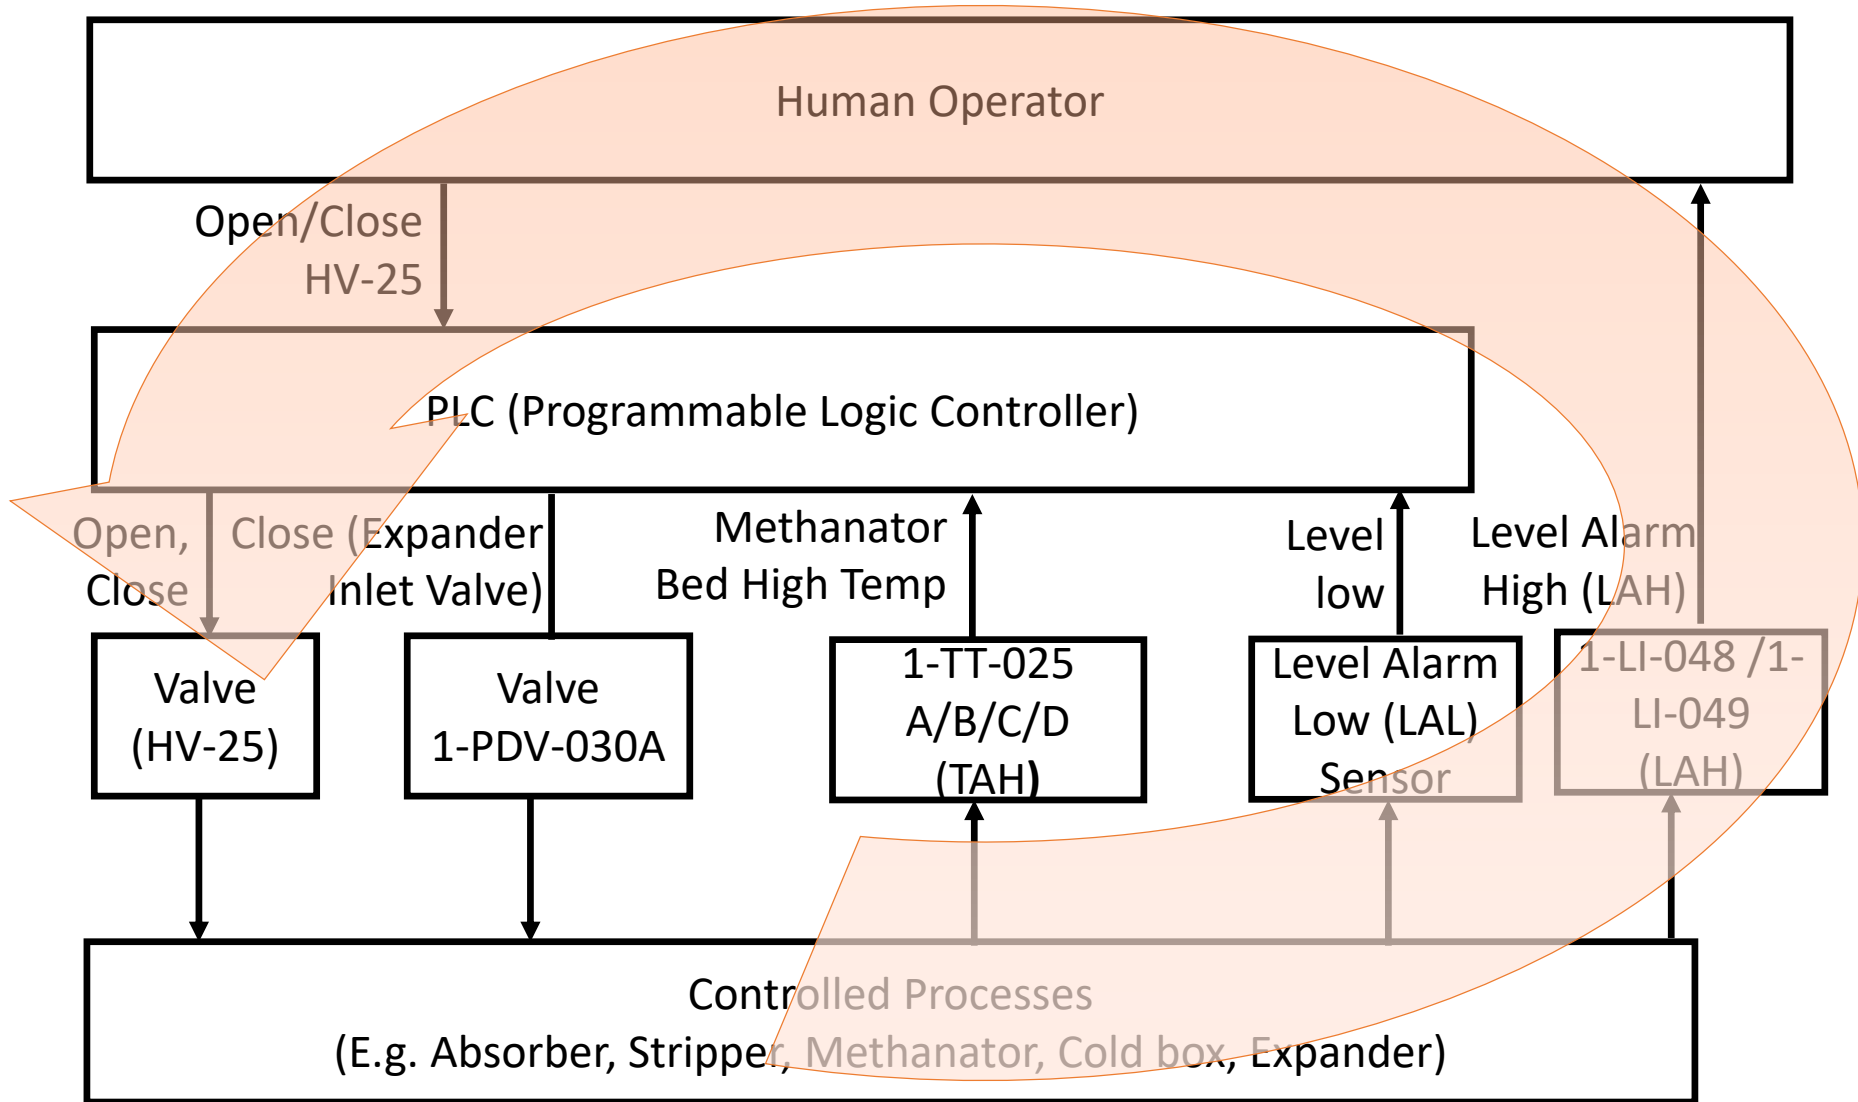 Human Operator
Open/Close
HV-25
PLC (Programmable Logic Controller)
Open,
Close
Close (Expander
Inlet Valve)
Methanator
Bed High Temp
Level
low
Level Alarm
High (LAH)
Valve
(HV-25)
Valve
1-PDV-030A
1-TT-025
A/B/C/D
(TAH)
Level Alarm
Low (LAL)
Sensor
1-LI-048 /1-
LI-049
(LAH)
Controlled Processes
(E.g. Absorber, Stripper, Methanator, Cold box, Expander)